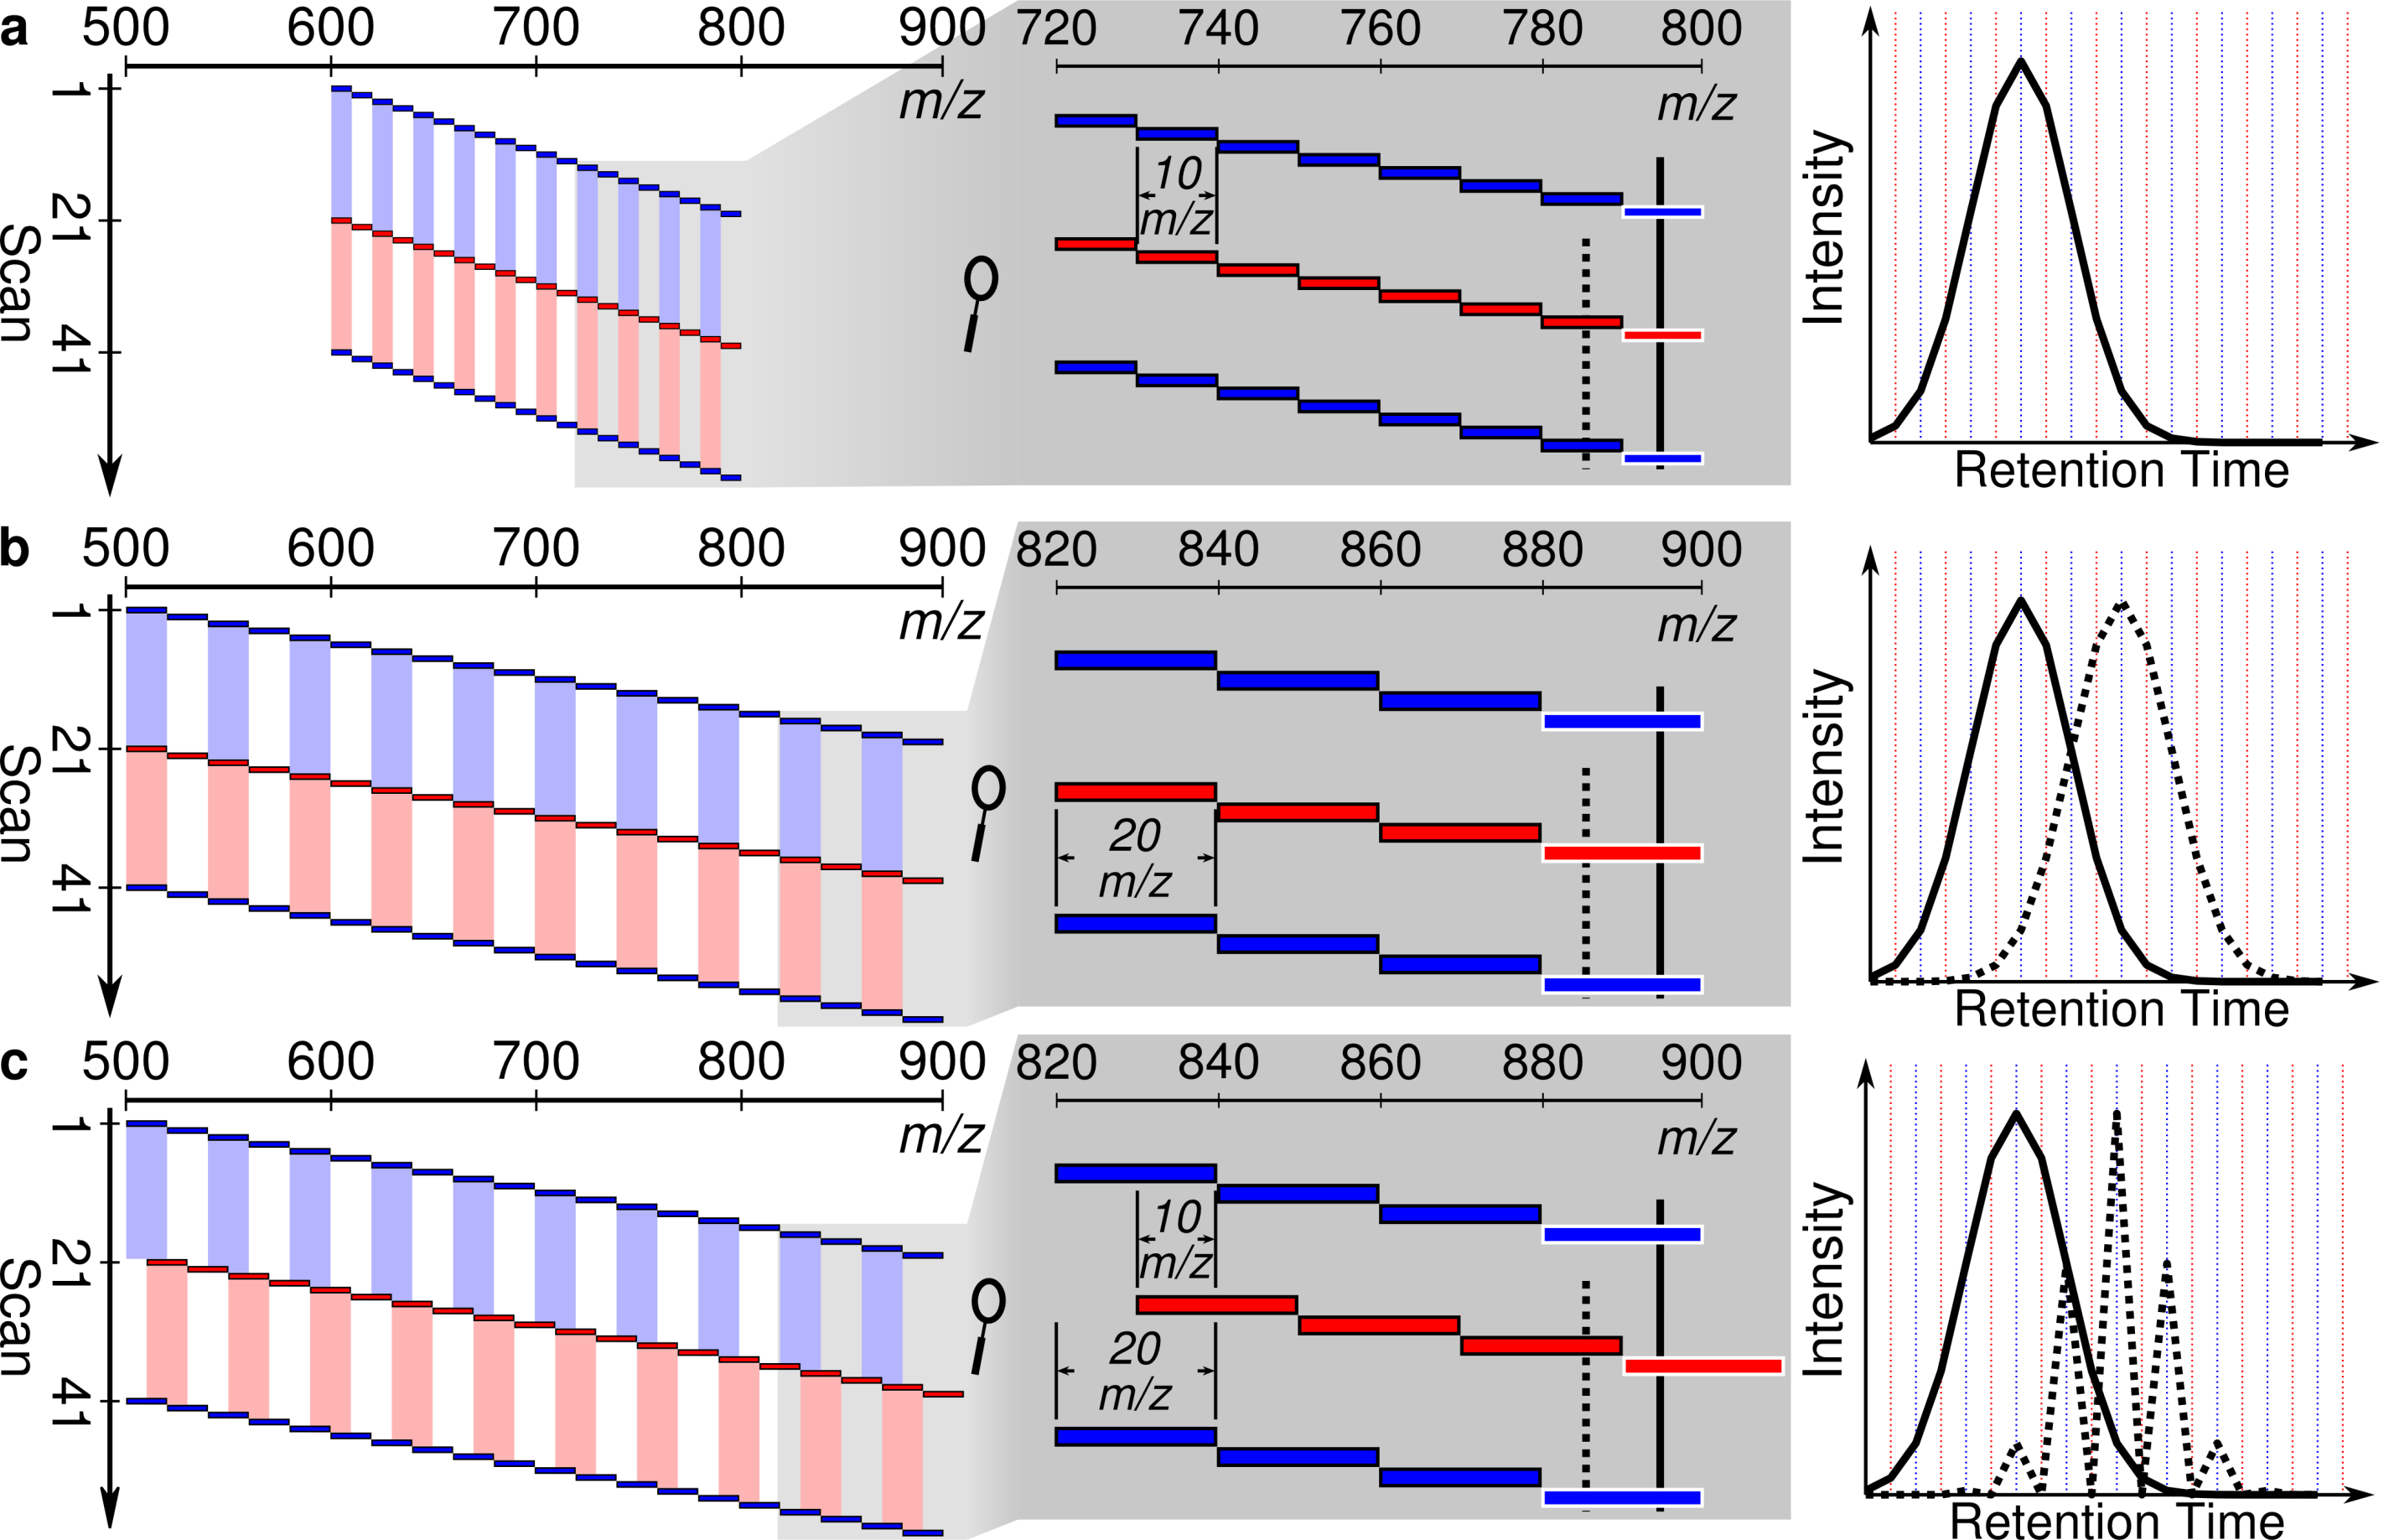 a
500 600 700 800 900
720 740 760 780 800
m/z
m/z
1
21
41
Scan
10
m/z
Intensity
Retention Time
b
500 600 700 800 900
820 840 860 880 900
m/z
m/z
1
21
41
Scan
20
m/z
Intensity
Retention Time
c
500 600 700 800 900
820 840 860 880 900
m/z
m/z
1
21
41
Scan
10
m/z
20
m/z
Intensity
Retention Time